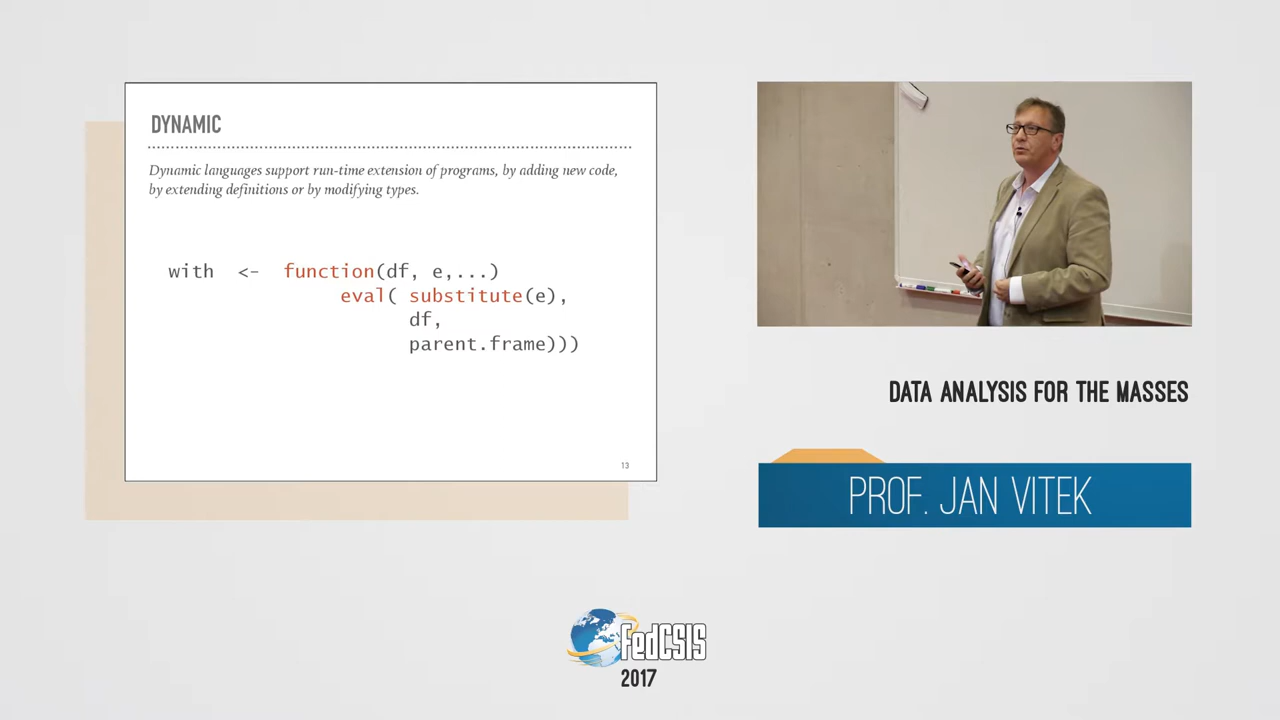 DYNAMIC
Dynamic languages support run-time extension of programs, by adding new code,
by extending definitions or by modifying types.
with <- function(df, e,...)
eval( substitute(e),
df,
parent.frame)))
13
DATA ANALYSIS FOR THE MASSES
PROF. JAN VITEK
FedCSIS
2017